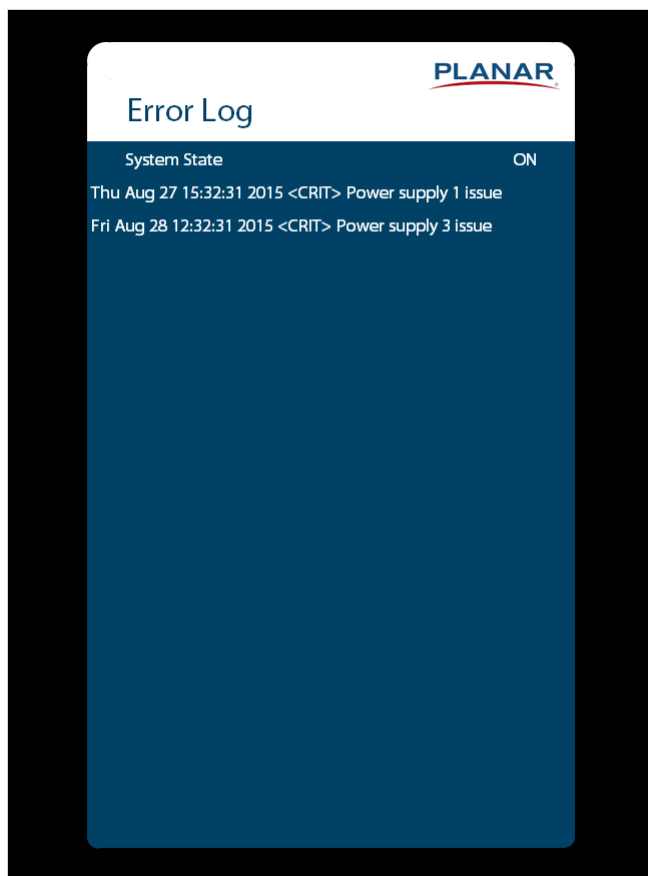 PLANAR
Error Log
System State ON
Thu Aug 27 15:32:31 2015 <CRIT> Power supply 1 issue
Fri Aug 28 12:32:31 2015 <CRIT> Power supply 3 issue